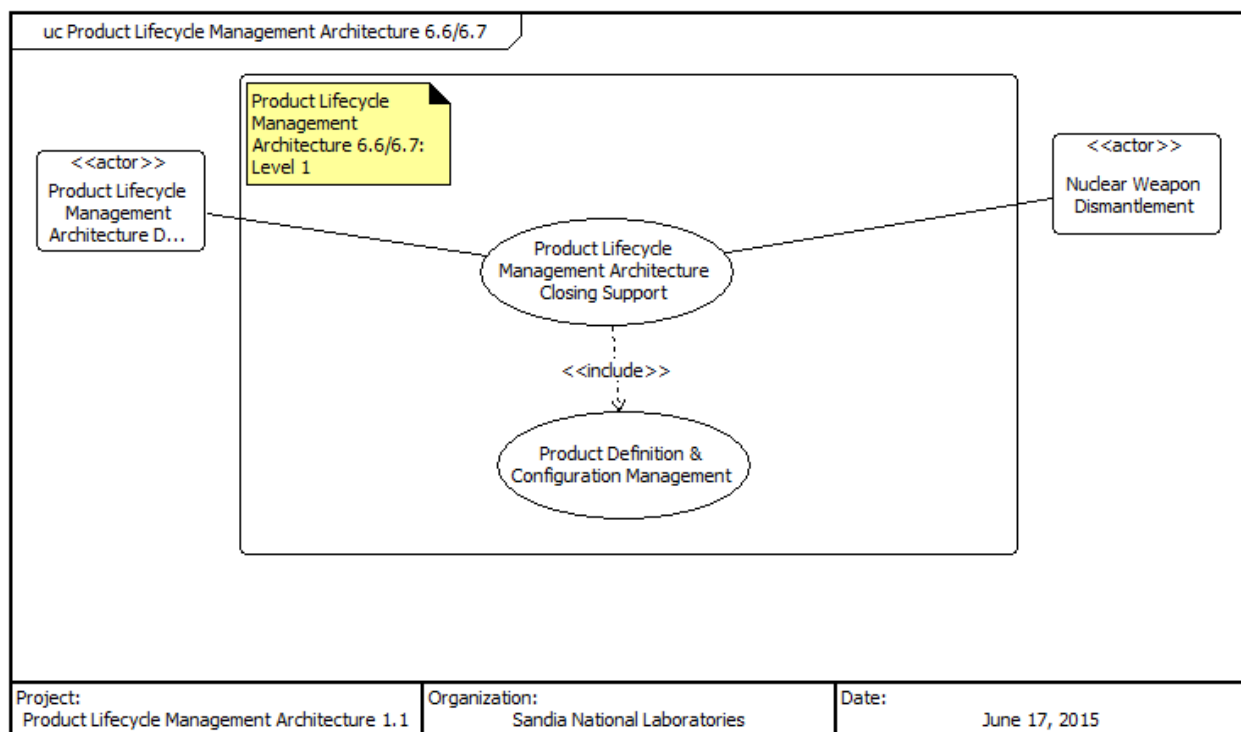 uc Product Lifecycle Management Architecture 6.6/6.7
Product Lifecycle
Management
Architecture 6.6/6.7:
Level 1
<<actor>>
Product Lifecycle
Management
Architecture D...
<<actor>>
Nuclear Weapon
Dismantlement
Product Lifecycle
Management Architecture
Closing Support
<<include>>
Product Definition &
Configuration Management
Project:
Product Lifecycle Management Architecture 1.1
Organization:
Sandia National Laboratories
Date:
June 17, 2015